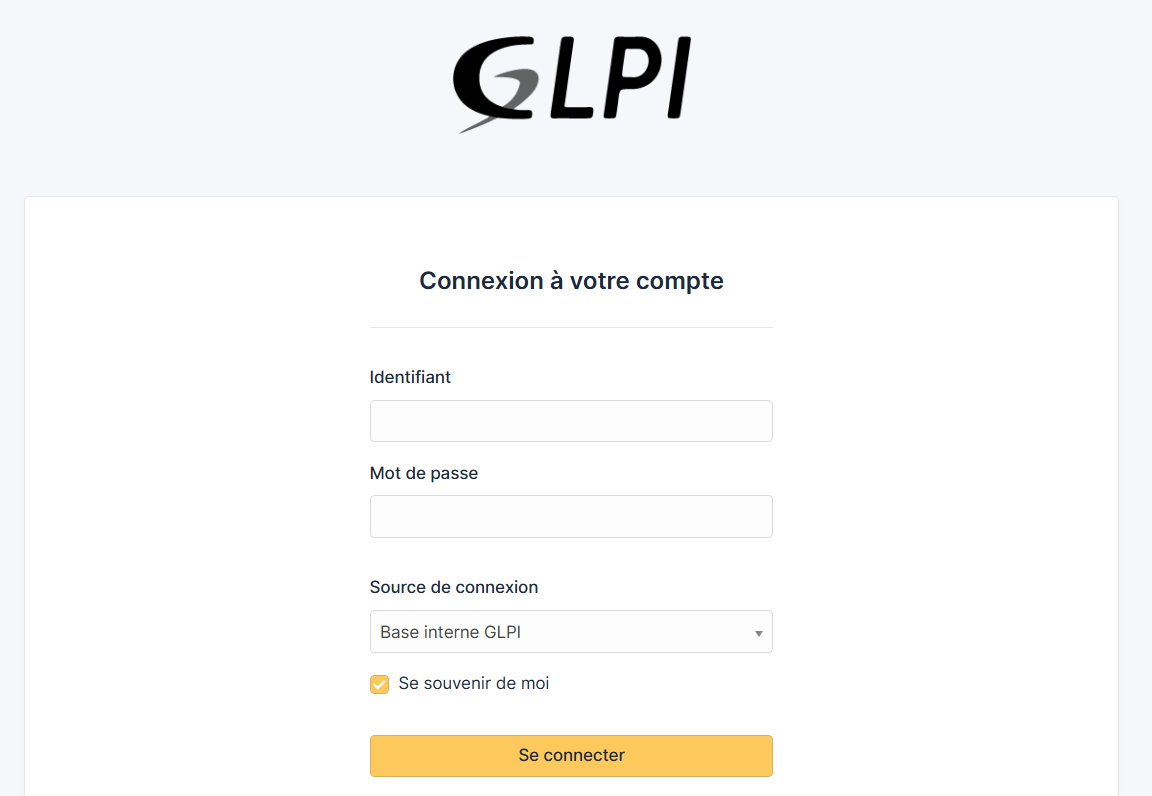 GLPI
Connexion à votre compte
Identifiant
Mot de passe
Source de connexion
Base interne GLPI
Se souvenir de moi
Se connecter